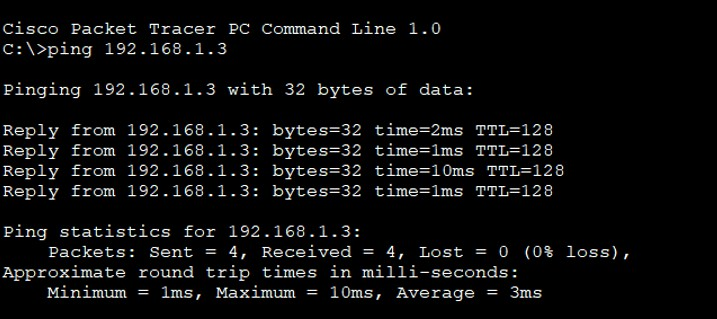 Cisco Packet Tracer PC Command Line 1.0
C:\>ping 192.168.1.3
Pinging 192.168.1.3 with 32 bytes of data:
Reply from 192.168.1.3: bytes=32 time=2ms TTL=128
Reply from 192.168.1.3: bytes=32 time=1ms TTL=128
Reply from 192.168.1.3: bytes=32 time=10ms TTL=128
Reply from 192.168.1.3: bytes=32 time=1ms TTL=128
Ping statistics for 192.168.1.3:
    Packets: Sent = 4, Received = 4, Lost = 0 (0% loss),
Approximate round trip times in milli-seconds:
    Minimum = 1ms, Maximum = 10ms, Average = 3ms